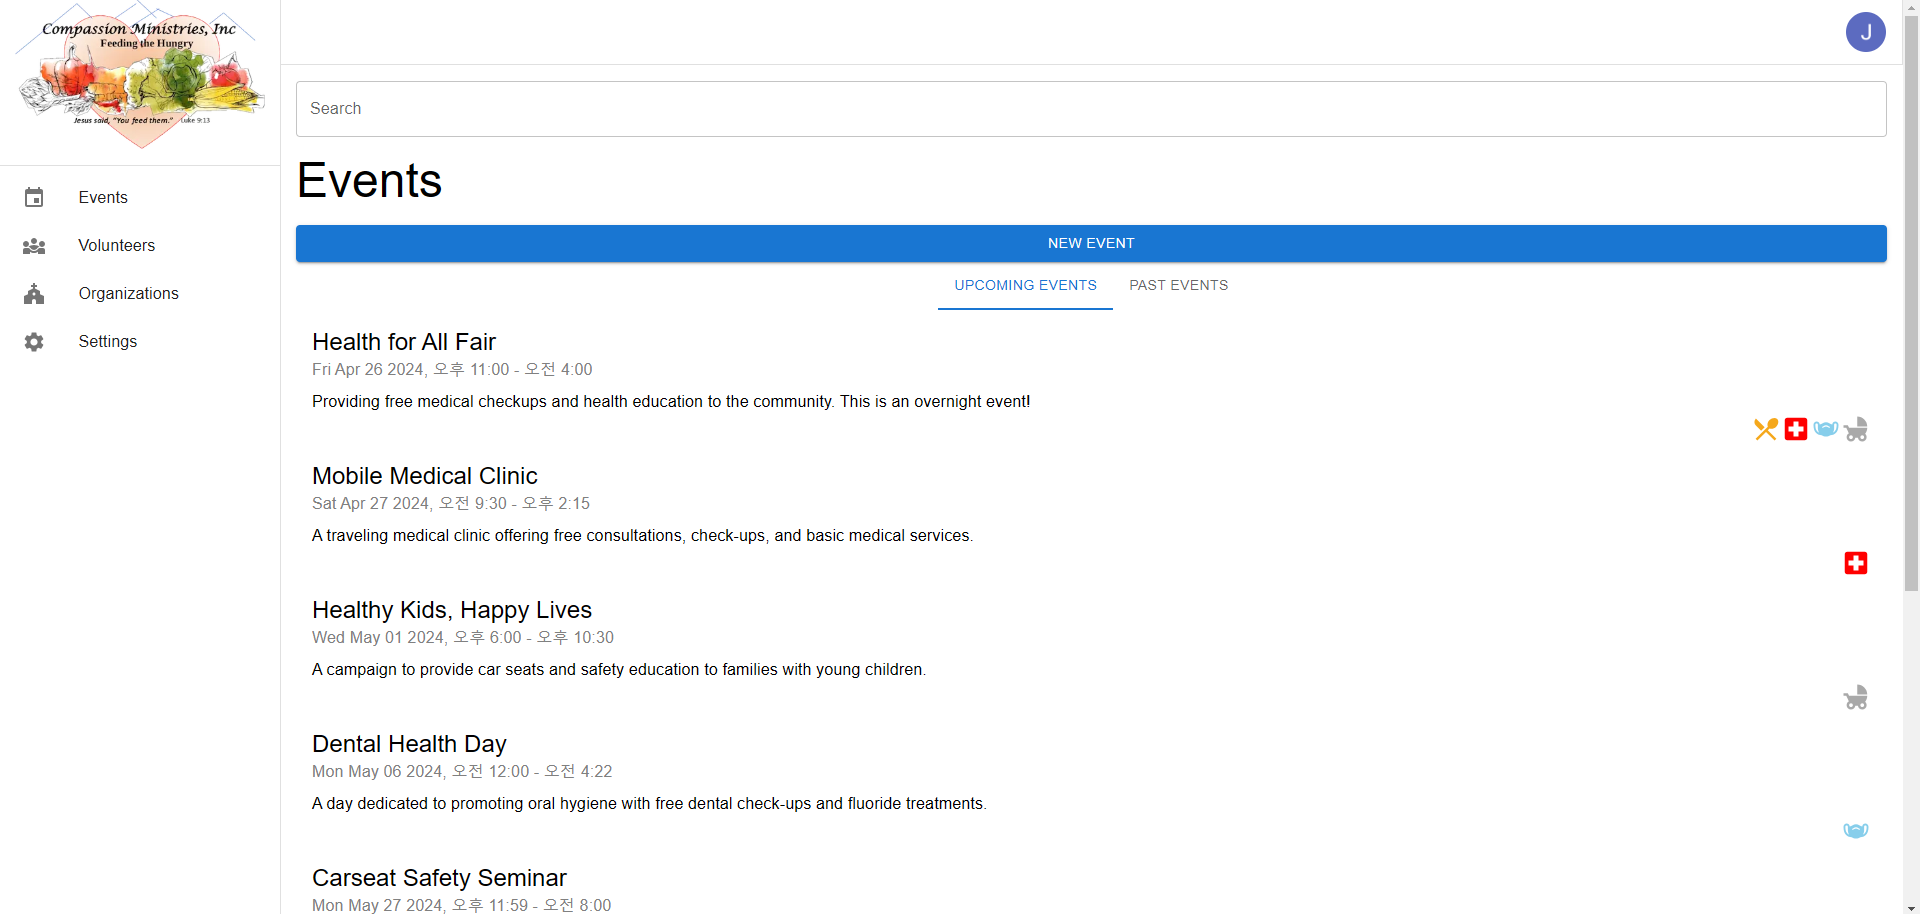 Compassion Ministries, Inc
Feeding the Hungry
Jesus said, "You feed them." Luke 9:13
Events
Volunteers
Organizations
Settings
J
Search
Events
NEW EVENT
UPCOMING EVENTS PAST EVENTS
Health for All Fair
Fri Apr 26 2024, 오후 11:00 - 오전 4:00
Providing free medical checkups and health education to the community. This is an overnight event!
Mobile Medical Clinic
Sat Apr 27 2024, 오전 9:30 - 오후 2:15
A traveling medical clinic offering free consultations, check-ups, and basic medical services.
Healthy Kids, Happy Lives
Wed May 01 2024, 오후 6:00 - 오후 10:30
A campaign to provide car seats and safety education to families with young children.
Dental Health Day
Mon May 06 2024, 오전 12:00 - 오전 4:22
A day dedicated to promoting oral hygiene with free dental check-ups and fluoride treatments.
Carseat Safety Seminar
Mon May 27 2024, 오후 11:59 - 오전 8:00